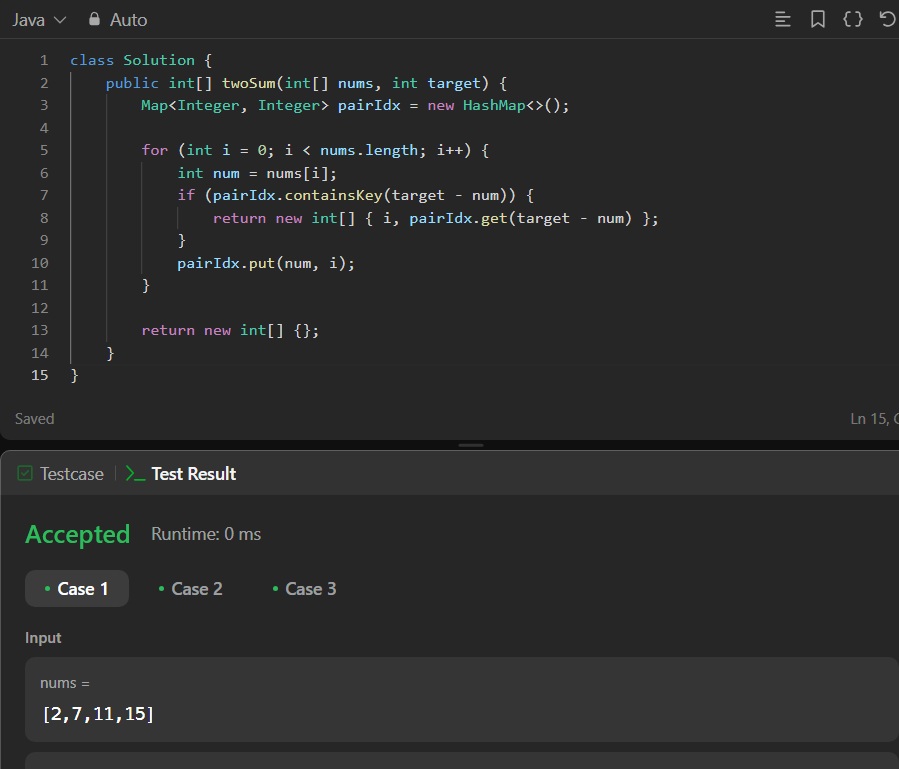 Java Auto
1 class Solution {
2 public int[] twoSum(int[] nums, int target) {
3 Map<Integer, Integer> pairIdx = new HashMap<>();
4
5 for (int i = 0; i < nums.length; i++) {
6 int num = nums[i];
7 if (pairIdx.containsKey(target - num)) {
8 return new int[] { i, pairIdx.get(target - num) };
9 }
10 pairIdx.put(num, i);
11 }
12
13 return new int[] {};
14 }
15 }
Saved Ln 15,
Testcase >_ Test Result
Accepted Runtime: 0 ms
• Case 1 • Case 2 • Case 3
Input
nums =
[2,7,11,15]